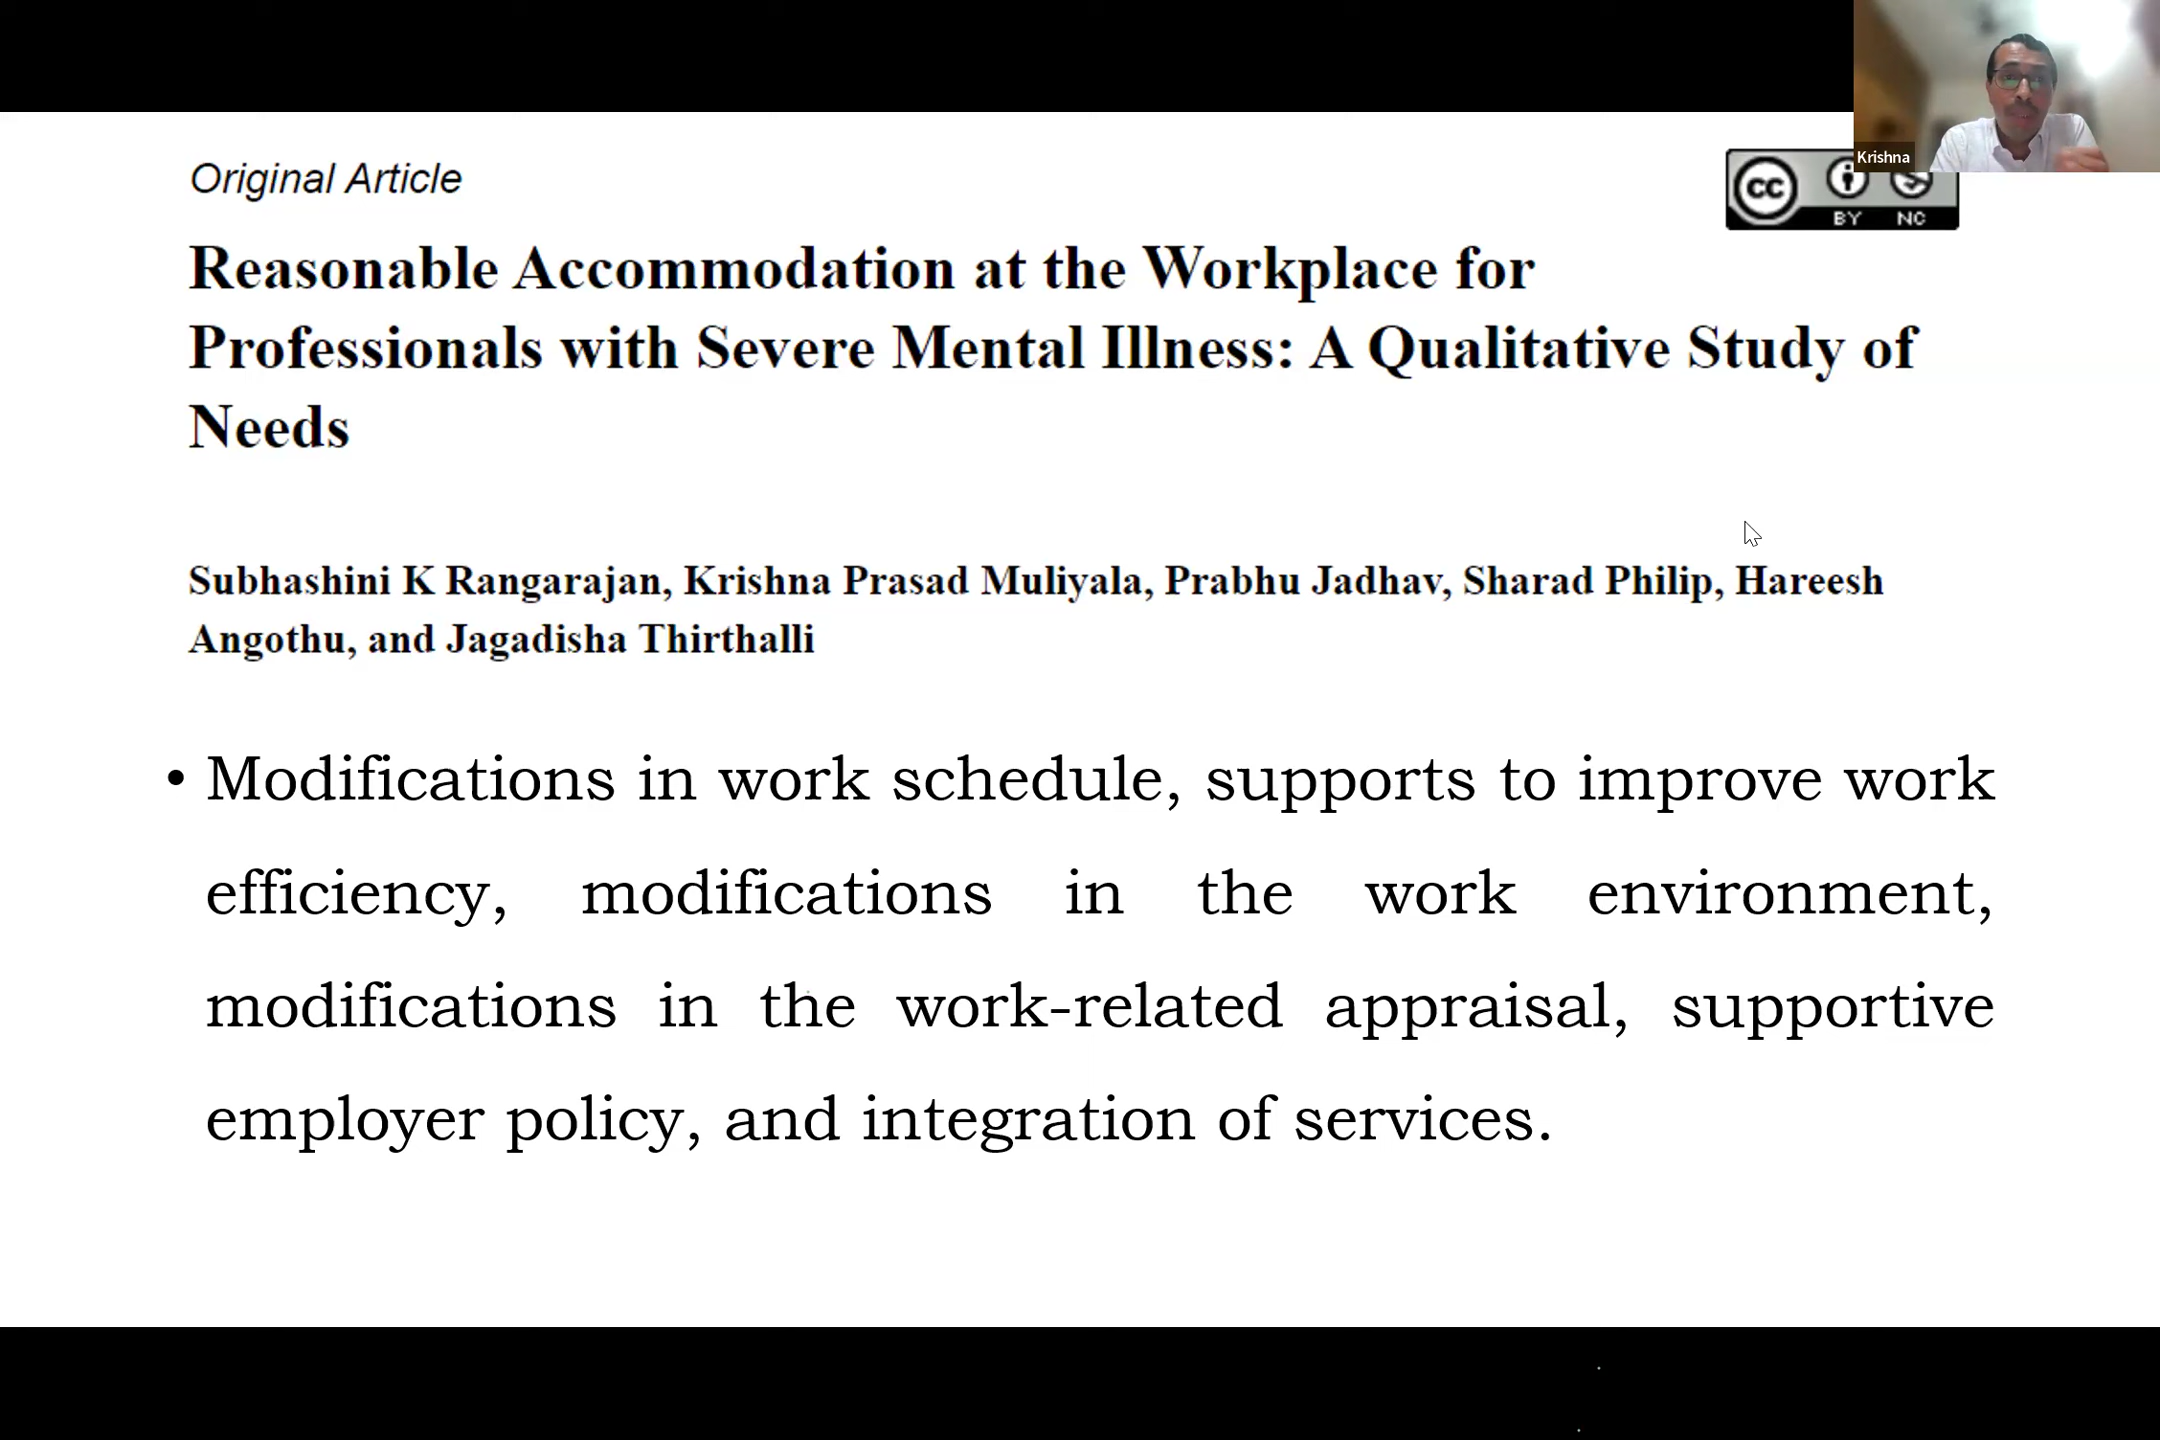 Krishna
Original Article
cc
BY NC
Reasonable Accommodation at the Workplace for
Professionals with Severe Mental Illness: A Qualitative Study of
Needs
Subhashini K Rangarajan, Krishna Prasad Muliyala, Prabhu Jadhav, Sharad Philip, Hareesh
Angothu, and Jagadisha Thirthalli
• Modifications in work schedule, supports to improve work
efficiency, modifications in the work environment,
modifications in the work-related appraisal, supportive
employer policy, and integration of services.